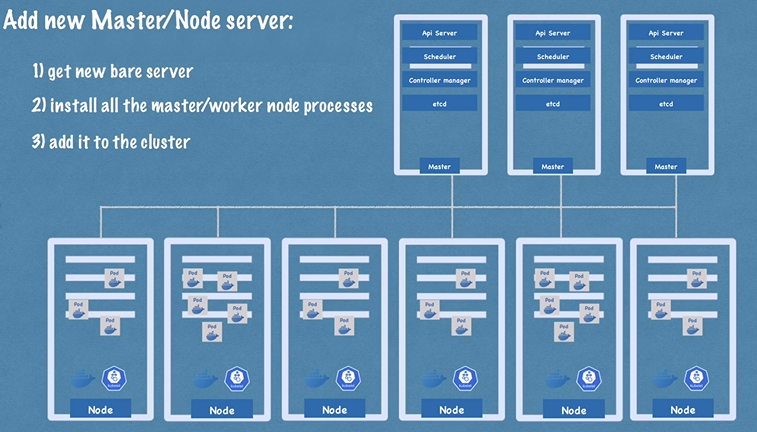 Add new Master/Node server:
1) get new bare server
2) install all the master/worker node processes
3) add it to the cluster
Api Server
Scheduler
Controller manager
etcd
Master
Api Server
Scheduler
Controller manager
etcd
Master
Api Server
Scheduler
Controller manager
etcd
Master
Pod
Pod
Pod
Node
Pod
Pod
Pod
Pod
Pod
Node
Pod
Pod
Pod
Node
Pod
Pod
Pod
Node
Pod
Pod
Pod
Pod
Pod
Node
Pod
Pod
Pod
Node